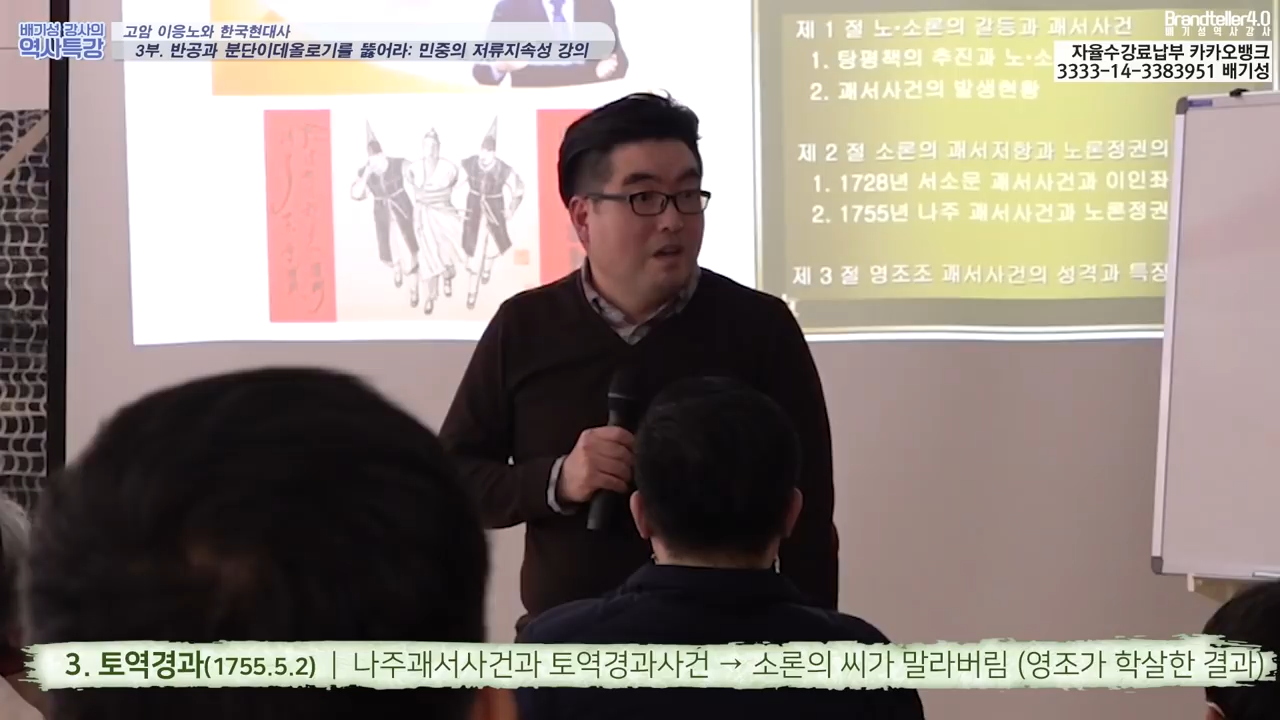 배기성 강사의
역사특강
고암 이응노와 한국현대사
3부. 반공과 분단이데올로기를 뚫어라: 민중의 저류지속성 강의
Brandteller4.0
배기성역사강사
자율수강료납부 카카오뱅크
3333-14-3383951 배기성
제 1 절 노·소론의 갈등과 괘서사건
1. 탕평책의 추진과 노·소
2. 괘서사건의 발생현황
제 2 절 소론의 괘서저항과 노론정권의
1. 1728년 서소문 괘서사건과 이인좌
2. 1755년 나주 괘서사건과 노론정권
제 3 절 영조조 괘서사건의 성격과 특징
3. 토역경과(1755.5.2) | 나주괘서사건과 토역경과사건 → 소론의 씨가 말라버림 (영조가 학살한 결과)